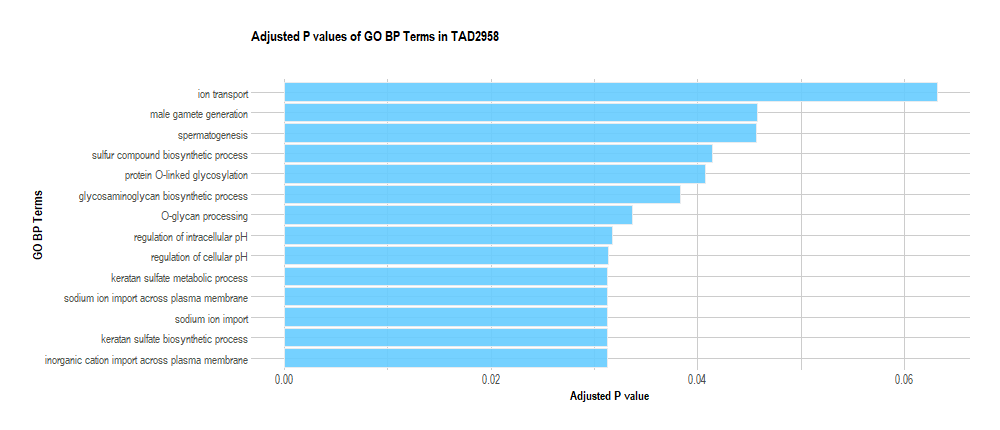 Adjusted P values of GO BP Terms in TAD2958
ion transport
male gamete generation
spermatogenesis
sulfur compound biosynthetic process
protein O-linked glycosylation
glycosaminoglycan biosynthetic process
O-glycan processing
regulation of intracellular pH
regulation of cellular pH
keratan sulfate metabolic process
sodium ion import across plasma membrane
sodium ion import
keratan sulfate biosynthetic process
inorganic cation import across plasma membrane
GO BP Terms
0.00 0.02 0.04 0.06
Adjusted P value